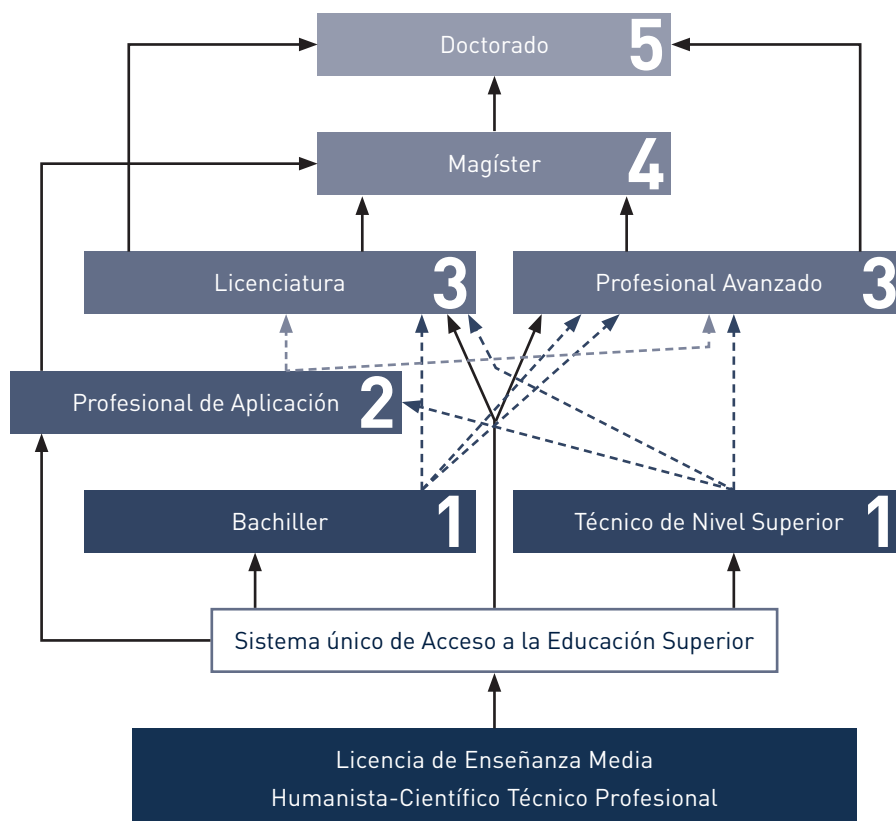 Doctorado 5
Magíster 4
Licenciatura 3
Profesional Avanzado 3
Profesional de Aplicación 2
Bachiller 1
Técnico de Nivel Superior 1
Sistema único de Acceso a la Educación Superior
Licencia de Enseñanza Media
Humanista-Científico Técnico Profesional